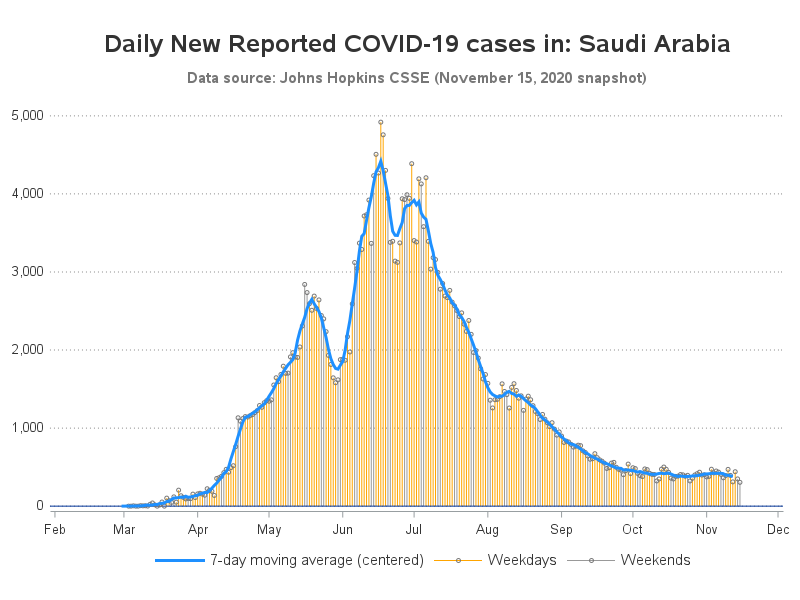 Daily New Reported COVID-19 cases in: Saudi Arabia
Data source: Johns Hopkins CSSE (November 15, 2020 snapshot)
5,000
4,000
3,000
2,000
1,000
0
Feb Mar Apr May Jun Jul Aug Sep Oct Nov Dec
7-day moving average (centered) Weekdays Weekends